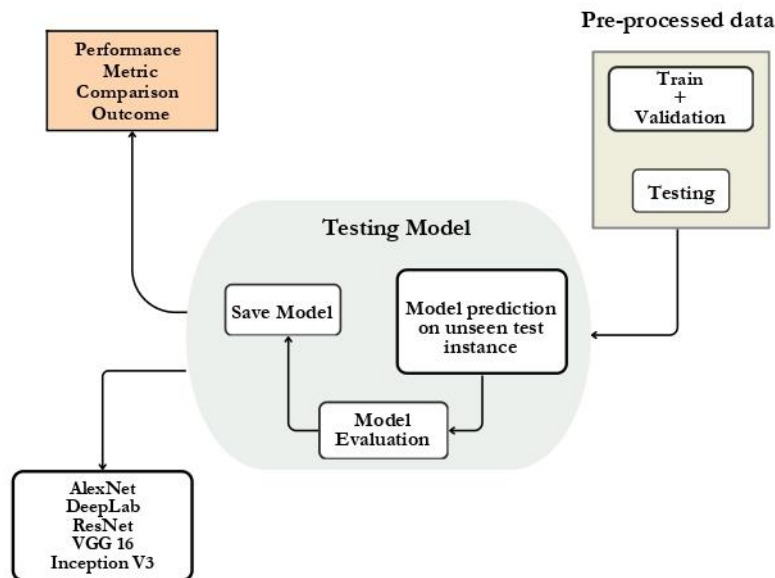 Pre-processed data
Train
+
Validation
Testing
Performance
Metric
Comparison
Outcome
Testing Model
Save Model
Model prediction
on unseen test
instance
Model
Evaluation
AlexNet
DeepLab
ResNet
VGG 16
Inception V3